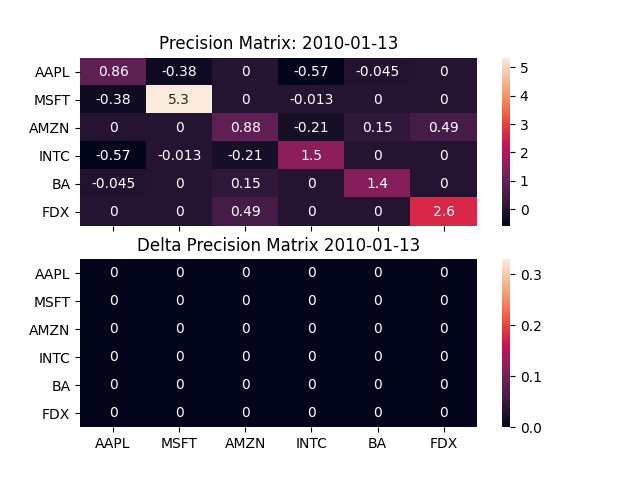 Precision Matrix: 2010-01-13
AAPL 0.86 -0.38 0 -0.57 -0.045 0
MSFT -0.38 5.3 0 -0.013 0 0
AMZN 0 0 0.88 -0.21 0.15 0.49
INTC -0.57 -0.013 -0.21 1.5 0 0
BA -0.045 0 0.15 0 1.4 0
FDX 0 0 0.49 0 0 2.6
5
4
3
2
1
0
Delta Precision Matrix 2010-01-13
AAPL 0 0 0 0 0 0
MSFT 0 0 0 0 0 0
AMZN 0 0 0 0 0 0
INTC 0 0 0 0 0 0
BA 0 0 0 0 0 0
FDX 0 0 0 0 0 0
AAPL MSFT AMZN INTC BA FDX
0.3
0.2
0.1
0.0